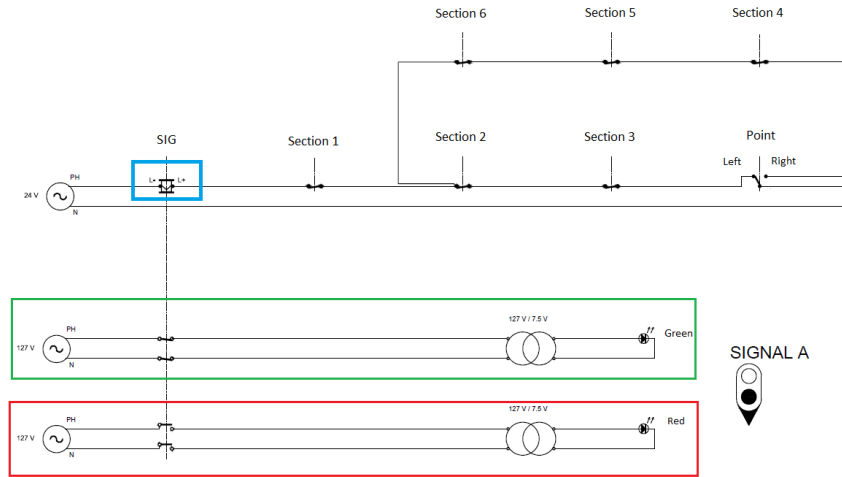 Section 6
Section 5
Section 4
SIG
Section 1
Section 2
Section 3
Point
Left
Right
PH
L-
L+
24 V
N
127 V / 7.5 V
PH
Green
127 V
N
SIGNAL A
127 V / 7.5 V
PH
Red
127 V
N